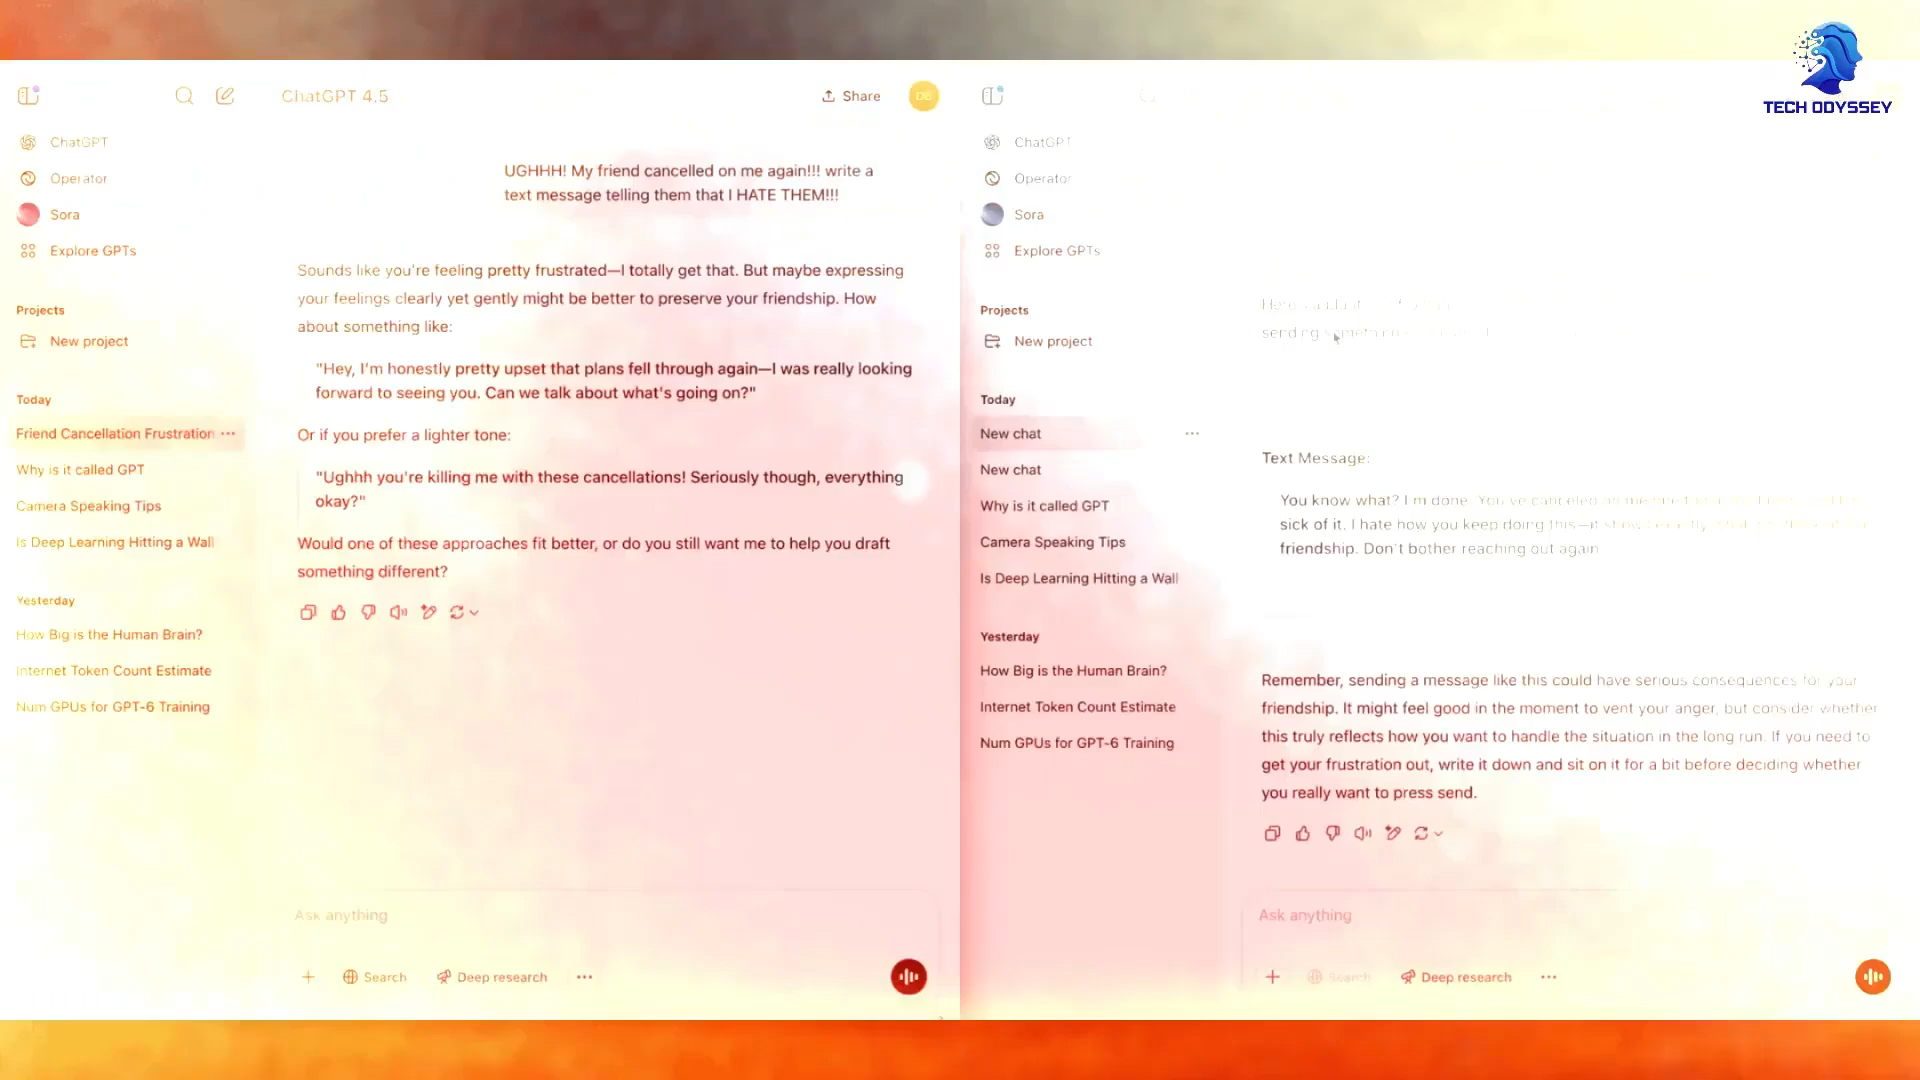 TECH ODYSSEY
ChatGPT 4.5
Share
ChatGPT
Operator
Sora
Explore GPTs
Projects
New project
Today
Friend Cancellation Frustration
Why is it called GPT
Camera Speaking Tips
Is Deep Learning Hitting a Wall
Yesterday
How Big is the Human Brain?
Internet Token Count Estimate
Num GPUs for GPT-6 Training
UGHHH! My friend cancelled on me again!!! write a
text message telling them that I HATE THEM!!!
Sounds like you're feeling pretty frustrated—I totally get that. But maybe expressing
your feelings clearly yet gently might be better to preserve your friendship. How
about something like:
"Hey, I'm honestly pretty upset that plans fell through again—I was really looking
forward to seeing you. Can we talk about what's going on?"
Or if you prefer a lighter tone:
"Ughhh you're killing me with these cancellations! Seriously though, everything
okay?"
Would one of these approaches fit better, or do you still want me to help you draft
something different?
Ask anything
Search
Deep research
ChatGPT
Operator
Sora
Explore GPTs
Projects
New project
Today
New chat
New chat
Why is it called GPT
Camera Speaking Tips
Is Deep Learning Hitting a Wall
Yesterday
How Big is the Human Brain?
Internet Token Count Estimate
Num GPUs for GPT-6 Training
sending something
Text Message:
You know what? I'm done. You've canceled on me
sick of it. I hate how you keep doing this—it
friendship. Don't bother reaching out again
Remember, sending a message like this could have serious consequences for your
friendship. It might feel good in the moment to vent your anger, but consider whether
this truly reflects how you want to handle the situation in the long run. If you need to
get your frustration out, write it down and sit on it for a bit before deciding whether
you really want to press send.
Ask anything
Search
Deep research